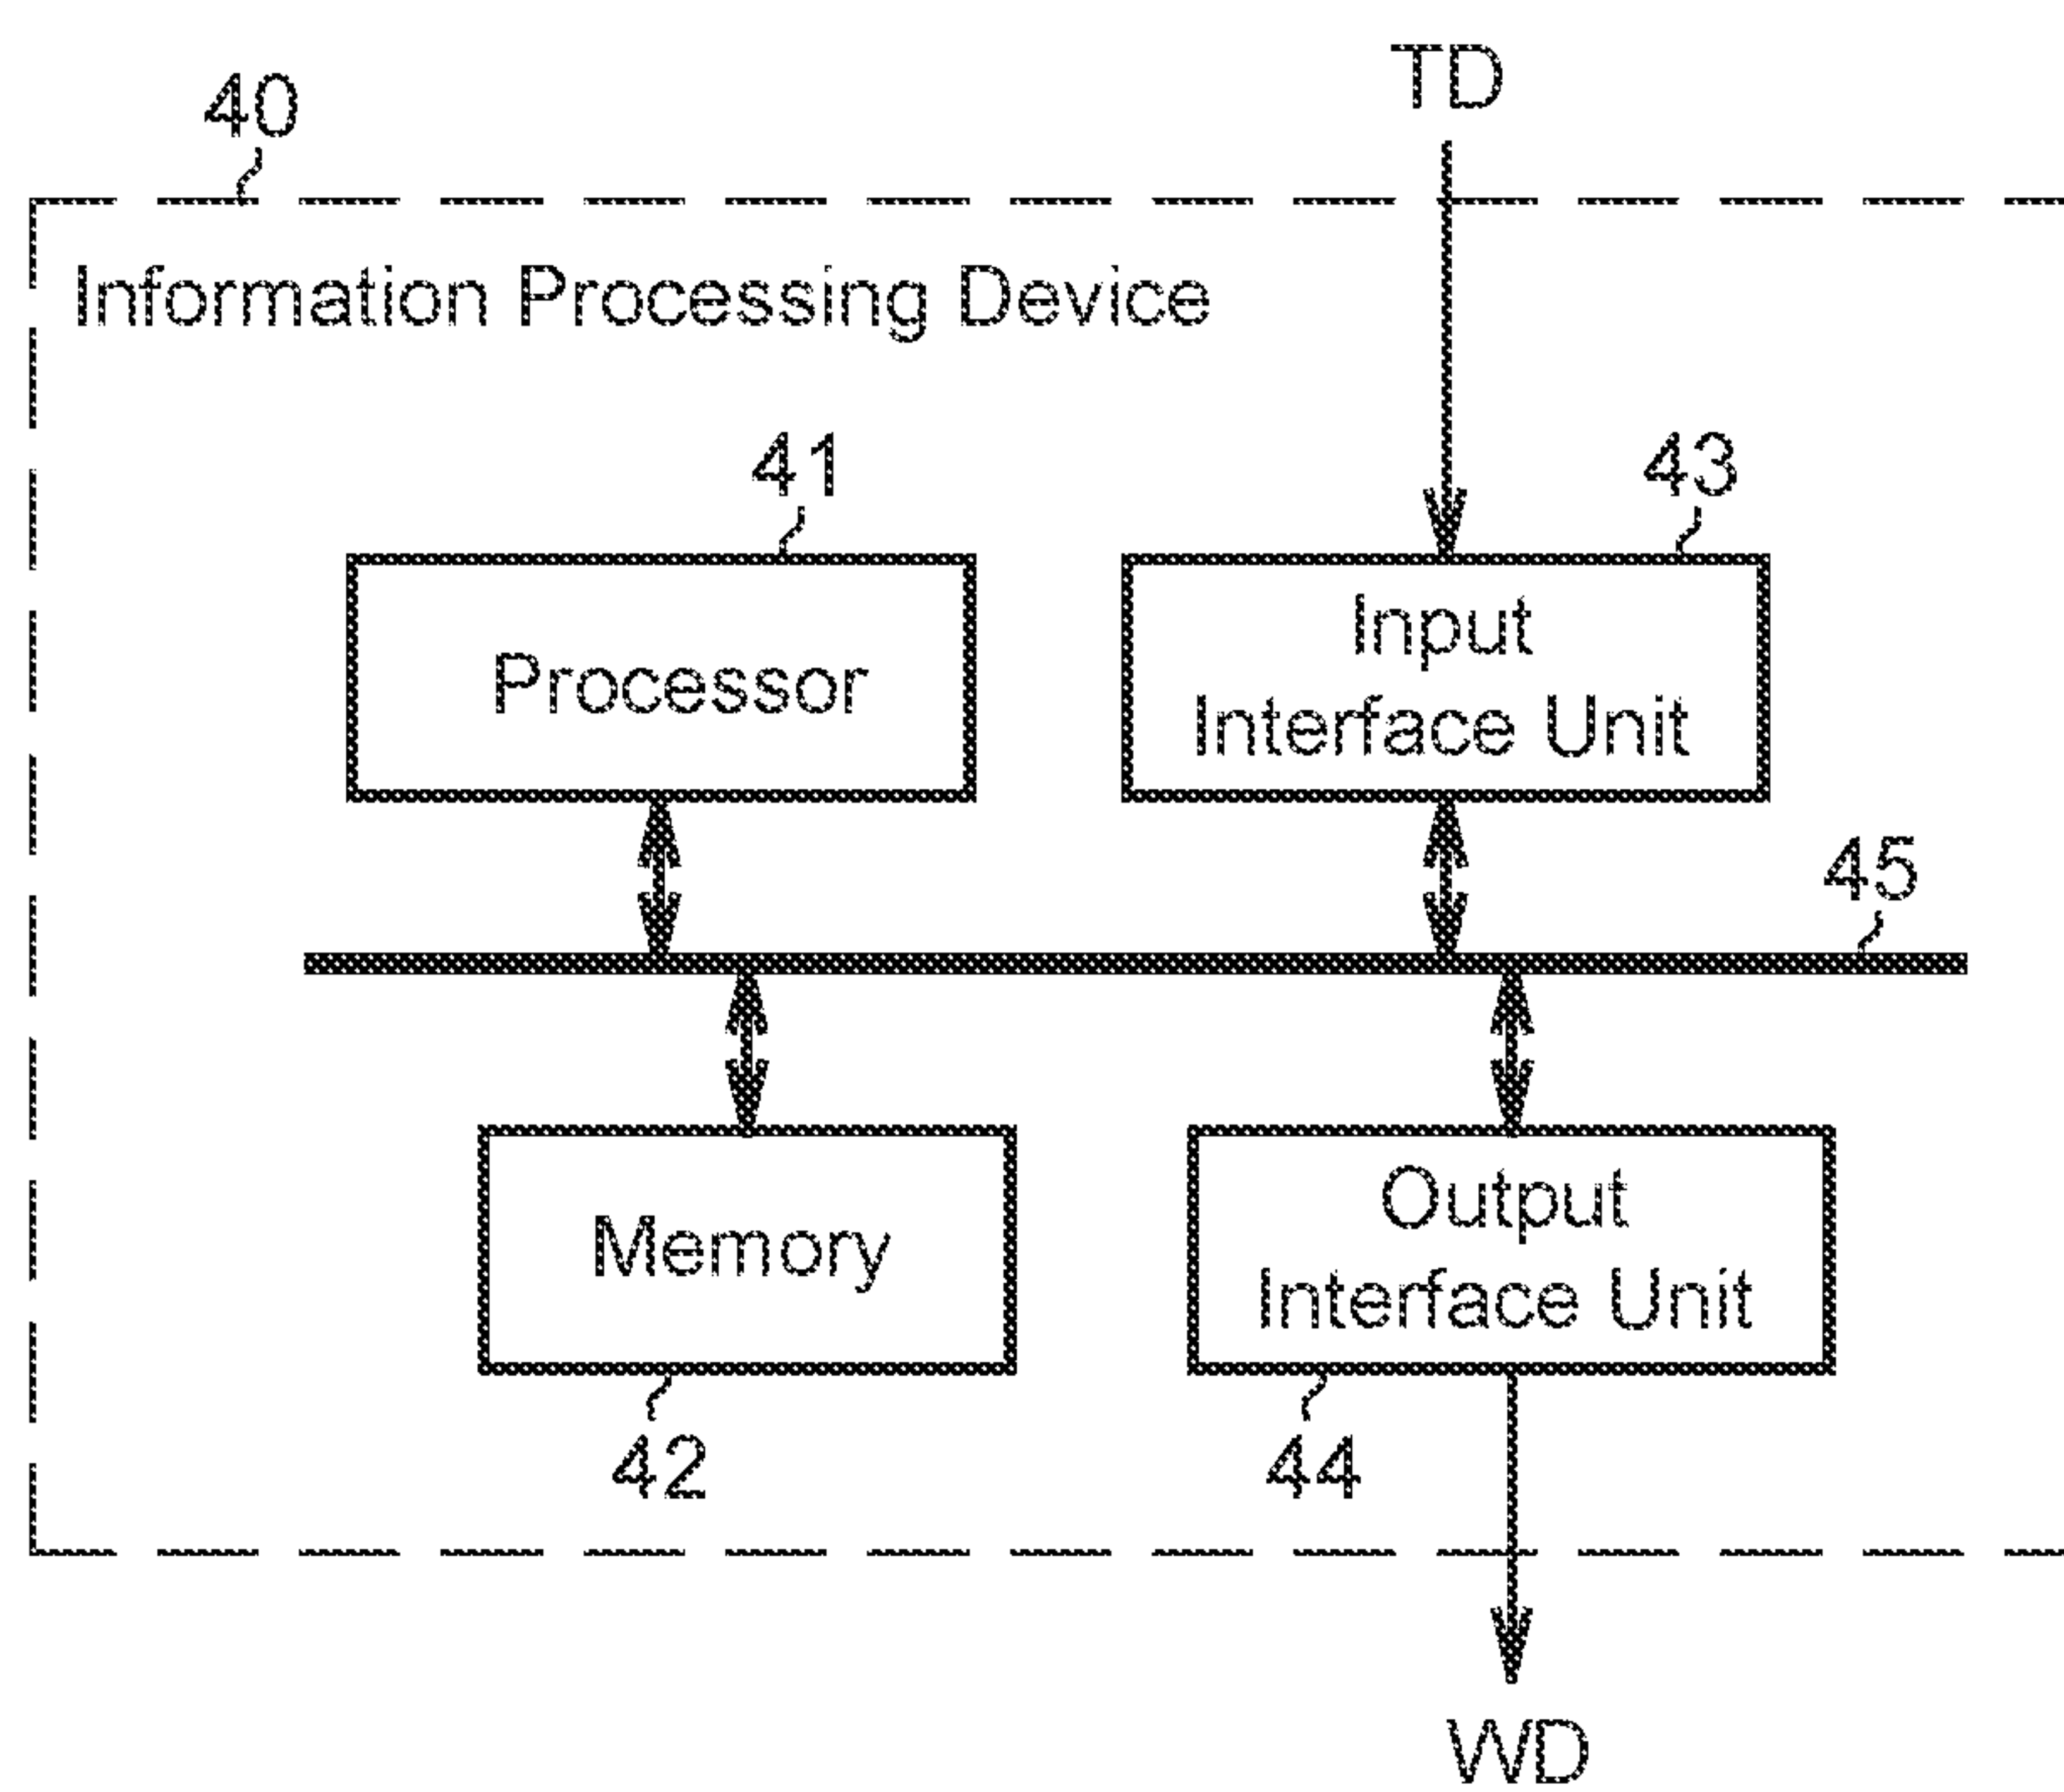 TD
40
Information Processing Device
41
43
Processor
Input
Interface Unit
45
Memory
Output
Interface Unit
42
44
WD